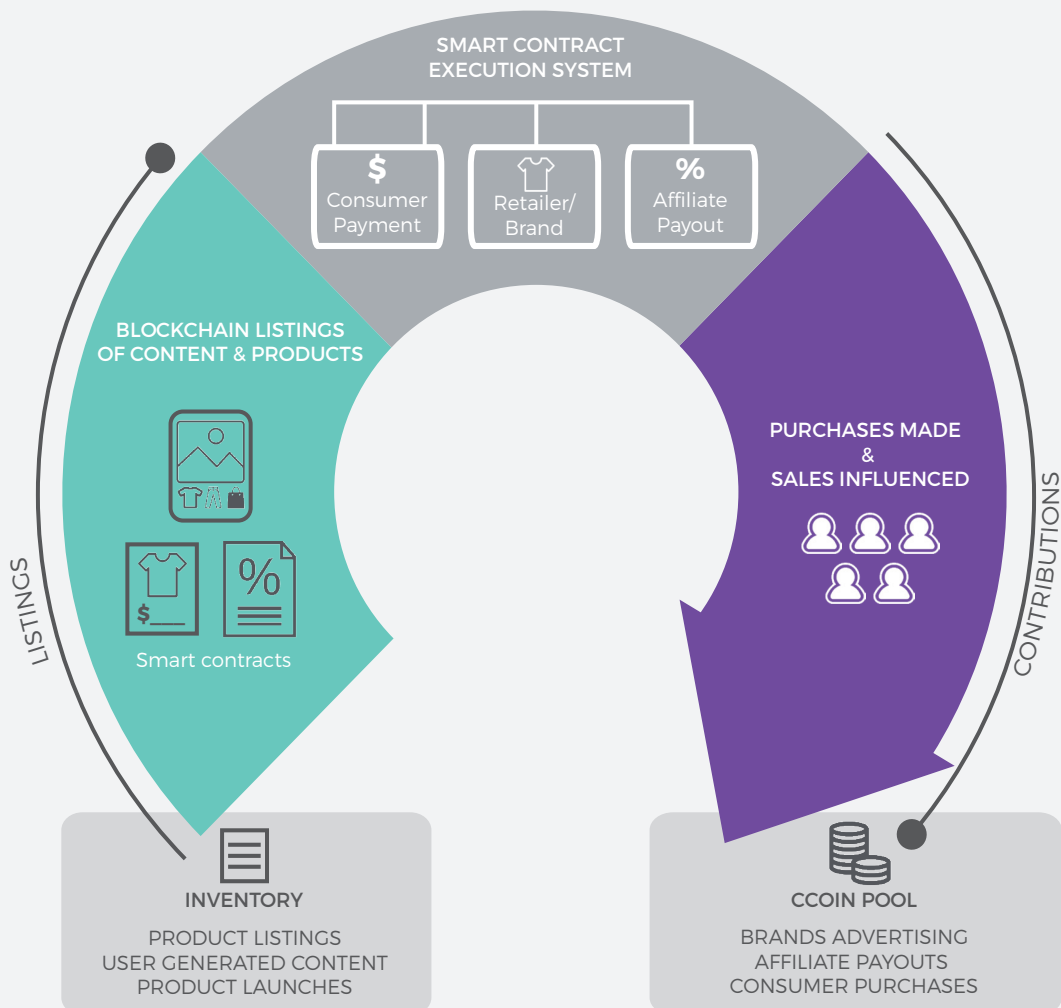 SMART CONTRACT
EXECUTION SYSTEM
$
Consumer
Payment
Retailer/
Brand
%
Affiliate
Payout
BLOCKCHAIN LISTINGS
OF CONTENT & PRODUCTS
$
%
Smart contracts
PURCHASES MADE
&
SALES INFLUENCED
LISTINGS
CONTRIBUTIONS
INVENTORY
PRODUCT LISTINGS
USER GENERATED CONTENT
PRODUCT LAUNCHES
CCOIN POOL
BRANDS ADVERTISING
AFFILIATE PAYOUTS
CONSUMER PURCHASES